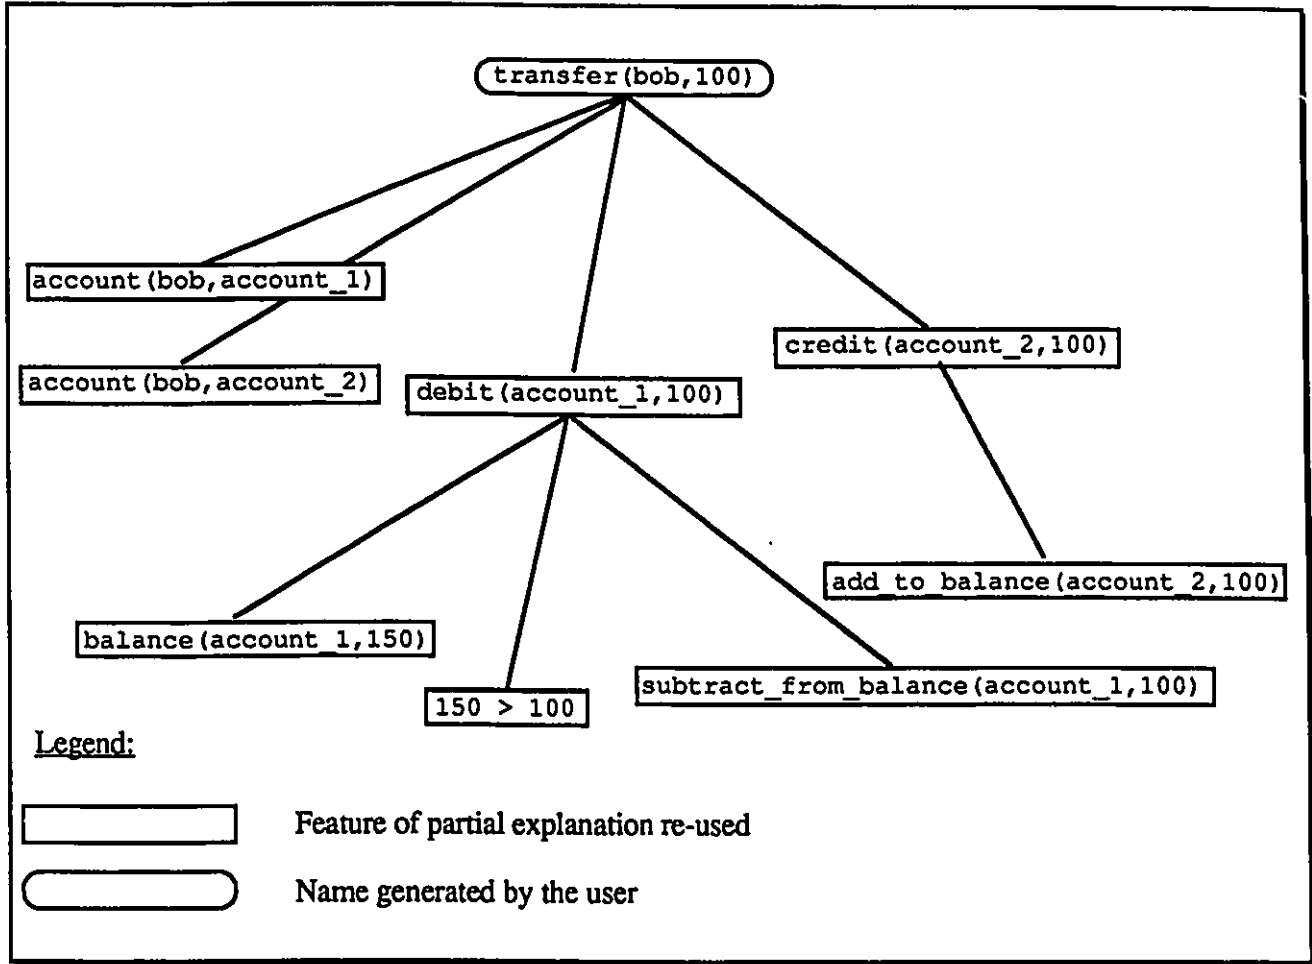 transfer(bob,100)
account(bob,account_1)
credit(account_2,100)
account(bob,account_2)
debit(account_1,100)
add_to_balance(account_2,100)
balance(account_1,150)
subtract_from_balance(account_1,100)
150 > 100
Legend:
Feature of partial explanation re-used
Name generated by the user